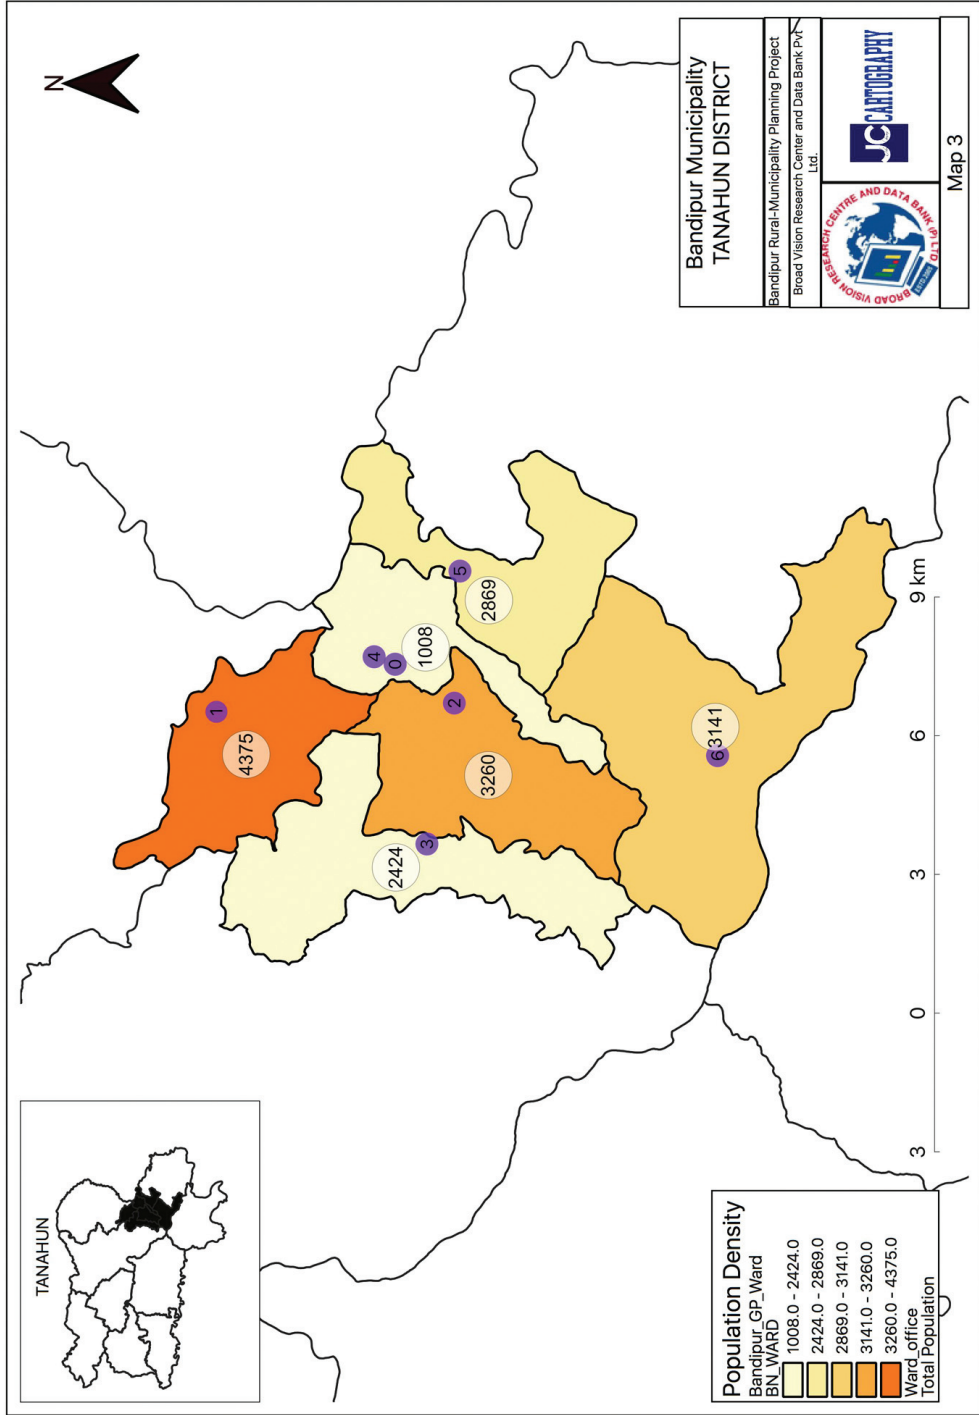 TANAHUN
N
1
4375
4
0
1008
5
2869
2
3260
3
2424
6
3141
3 0 3 6 9 km
Population Density
Bandipur_GP_Ward
BN_WARD
1008.0 - 2424.0
2424.0 - 2869.0
2869.0 - 3141.0
3141.0 - 3260.0
3260.0 - 4375.0
Ward_office
Total Population
Bandipur Municipality
TANAHUN DISTRICT
Bandipur Rural-Municipality Planning Project
Broad Vision Research Center and Data Bank Pvt
Ltd.
BROAD VISION RESEARCH CENTRE AND DATA BANK (P) LTD
ESTD 2065
JC CARTOGRAPHY
Map 3